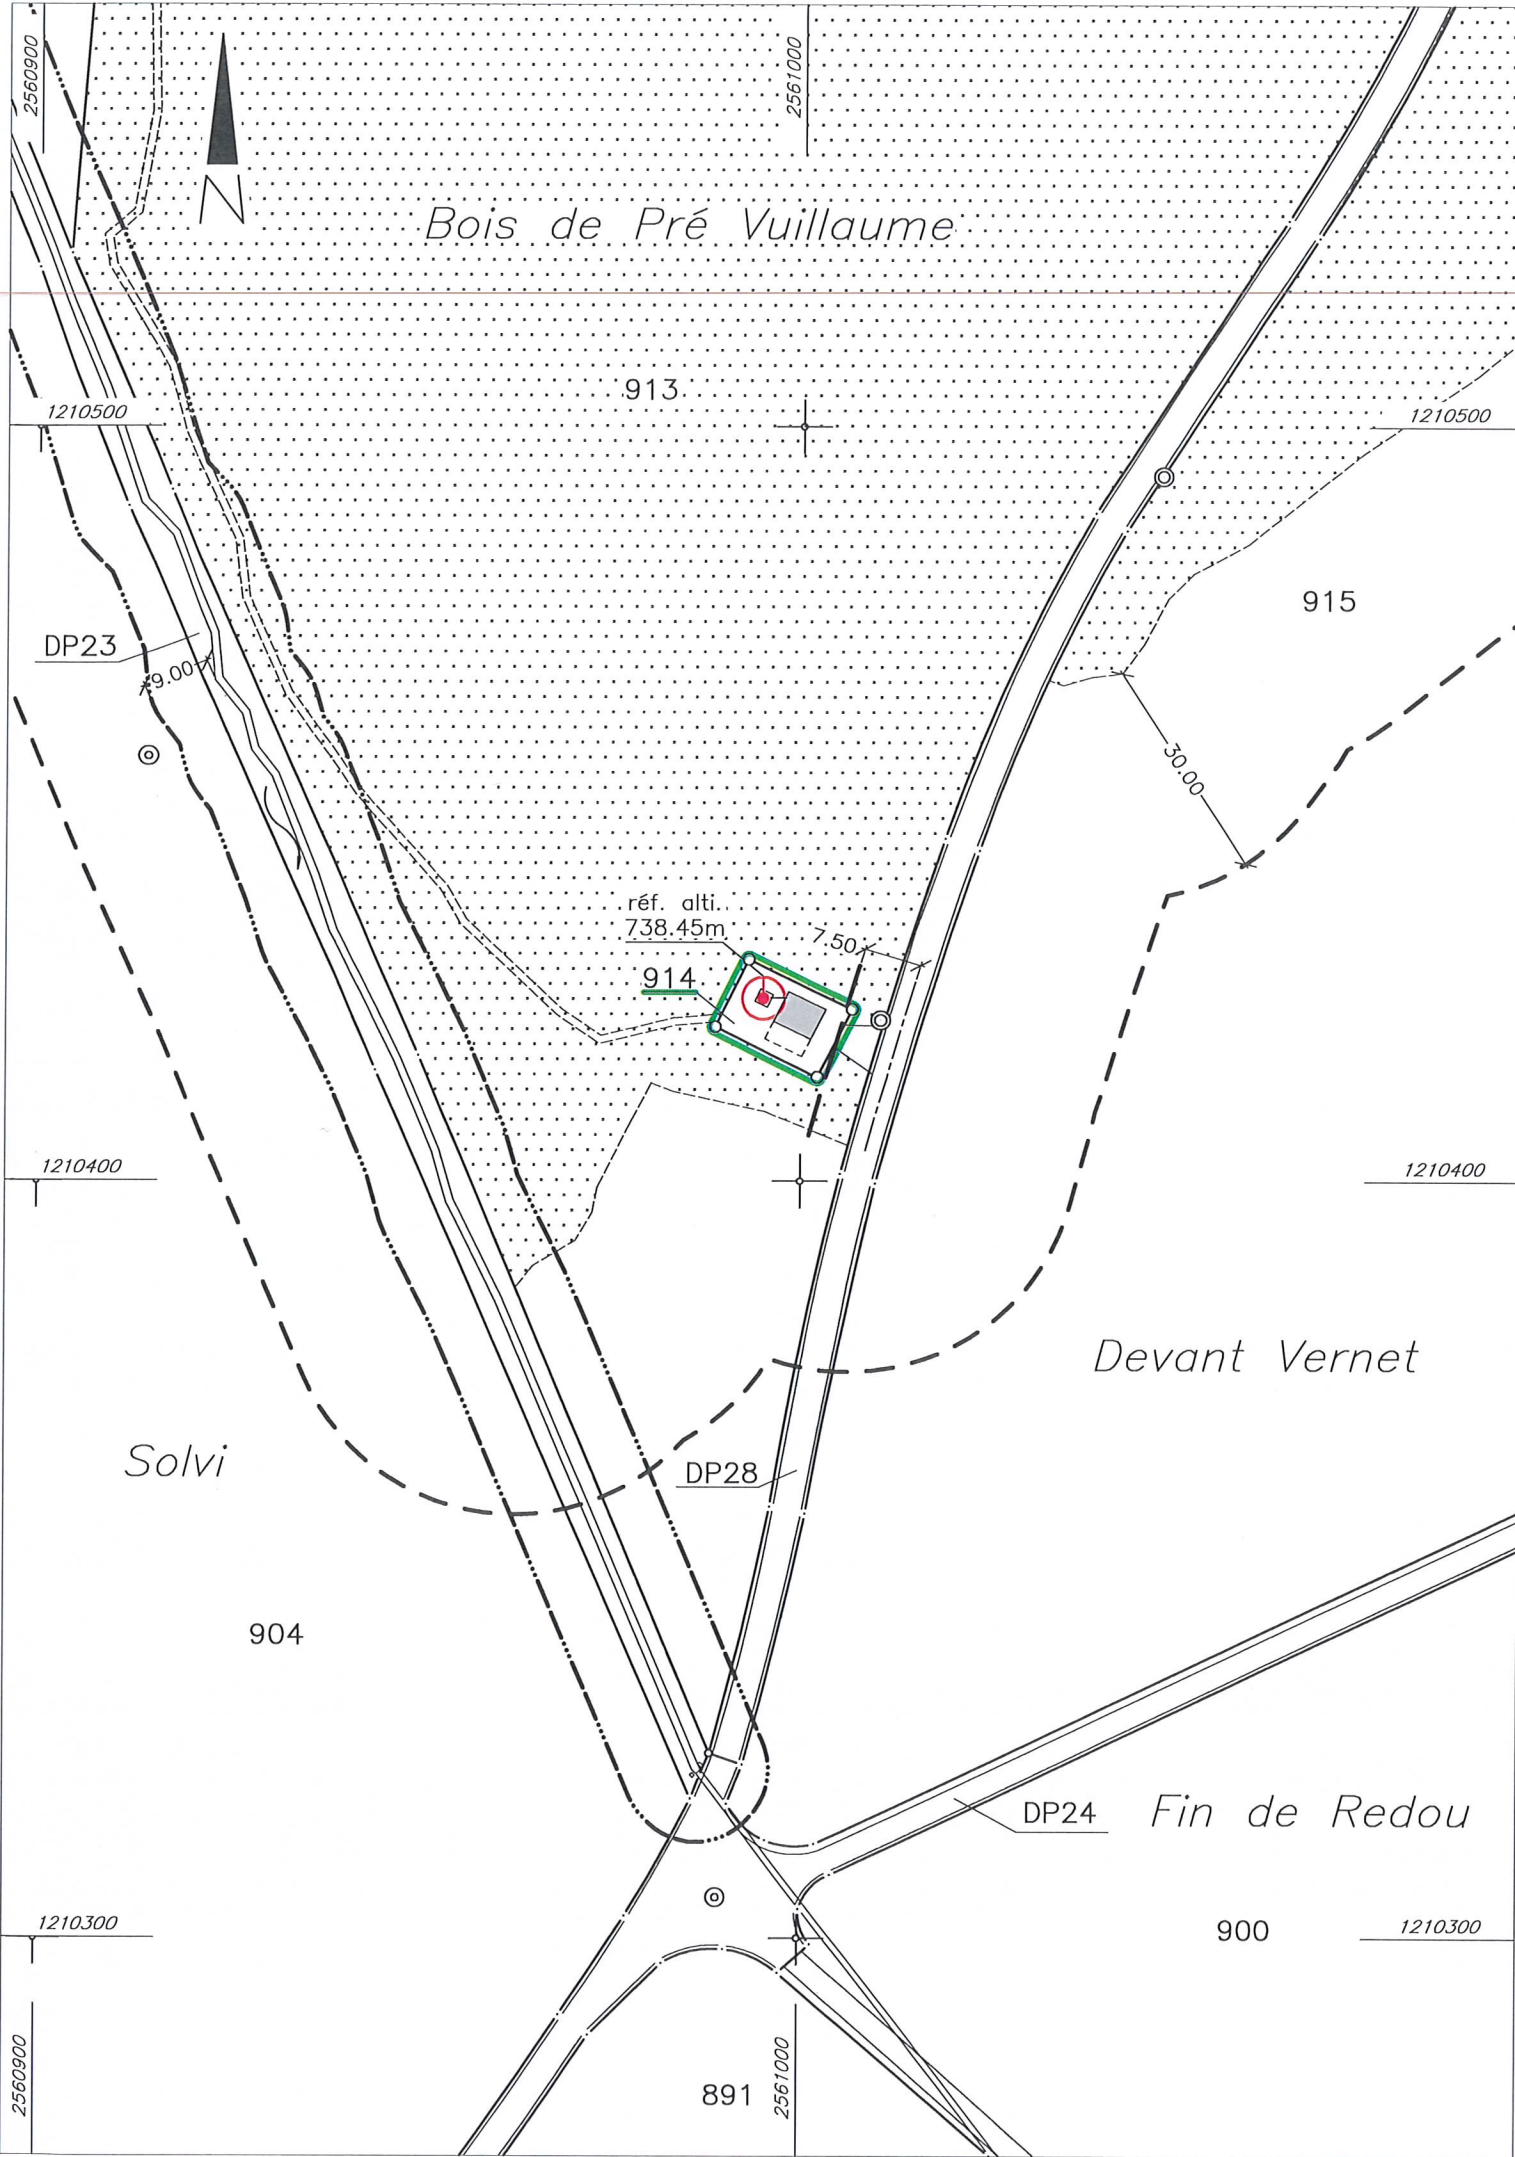 2560900
2561000
N
Bois de Pré Vuillaume
913
1210500
1210500
915
DP23
9.00
30.00
réf. alti.
738.45m
7.50
914
1210400
1210400
Devant Vernet
Solvi
DP28
904
DP24
Fin de Redou
1210300
900
1210300
2560900
891
2561000